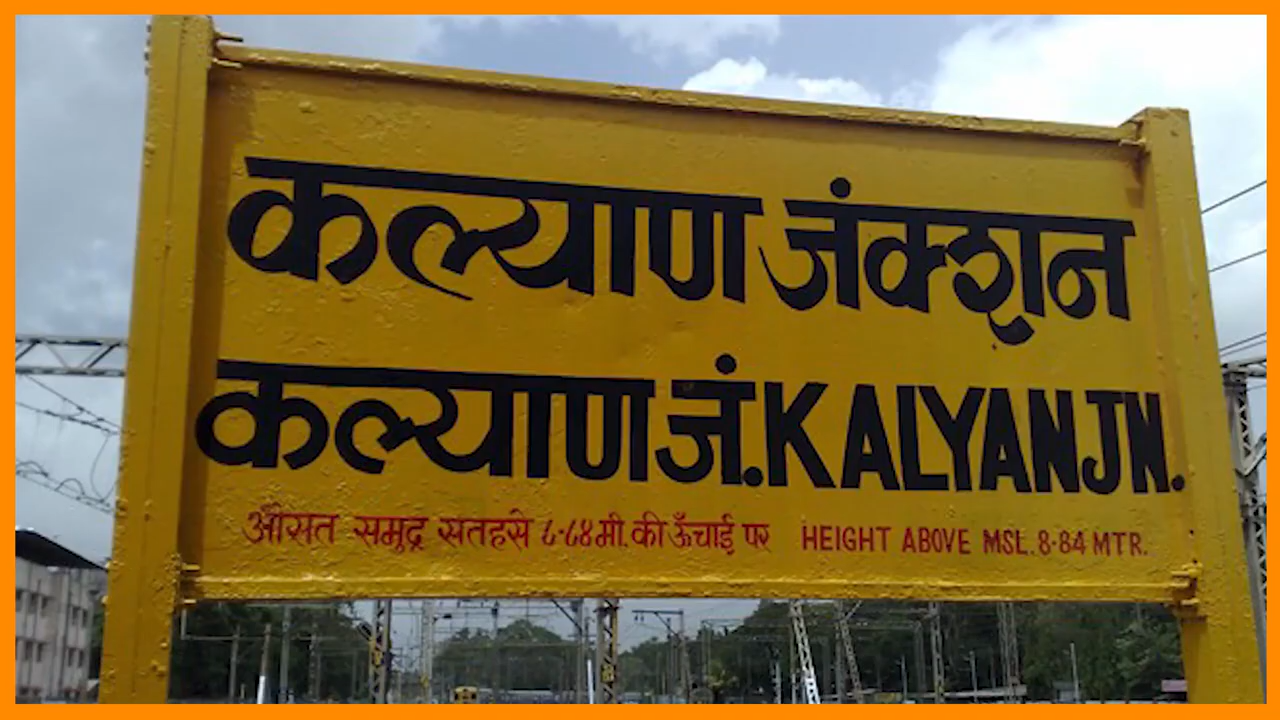 कल्याण जंक्शन
कल्याण जं. KALYAN JN.
औसत समुद्र सतहसे ८·८४ मी. की ऊँचाई पर HEIGHT ABOVE MSL. 8·84 MTR.